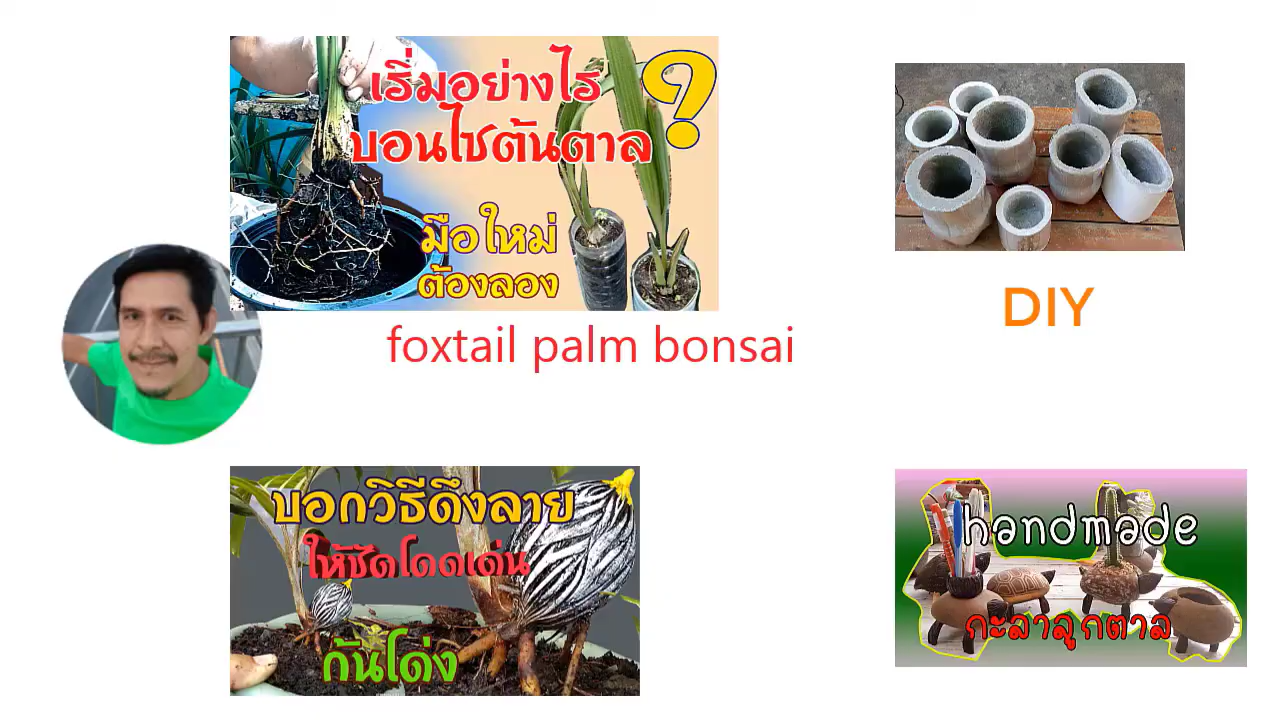 เริ่มอย่างไร
บอนไซต้นตาล
?
มือใหม่
ต้องลอง
foxtail palm bonsai
DIY
บอกวิธีดึงลาย
ให้ชัดโดดเด่น
กันโด่ง
handmade
กะลาลูกตาล